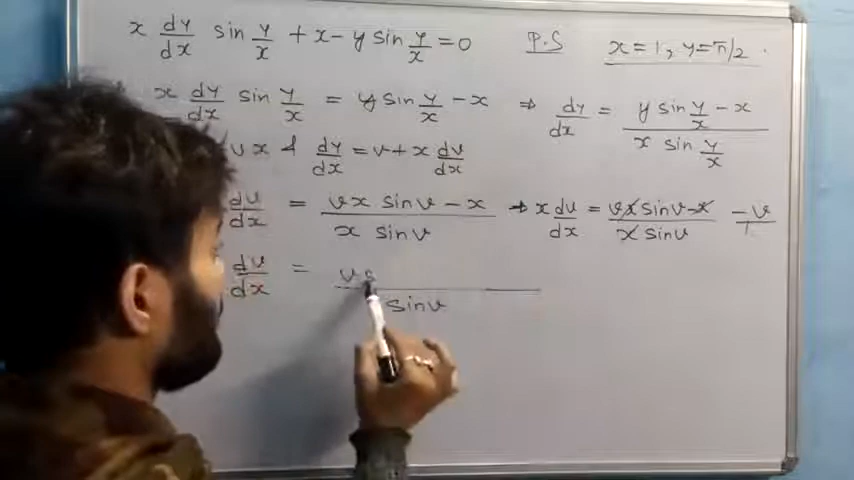 x dy/dx sin y/x + x - y sin y/x = 0 P.S x = 1, y = π/2 .
x dy/dx sin y/x = y sin y/x - x ⇒ dy/dx = (y sin y/x - x)/(x sin y/x)
v x & dy/dx = v + x dv/dx
dv/dx = (vx sin v - x)/(x sin v) → x dv/dx = (vx sin v - x)/(x sin v) - v/1
dv/dx = vs/sin v